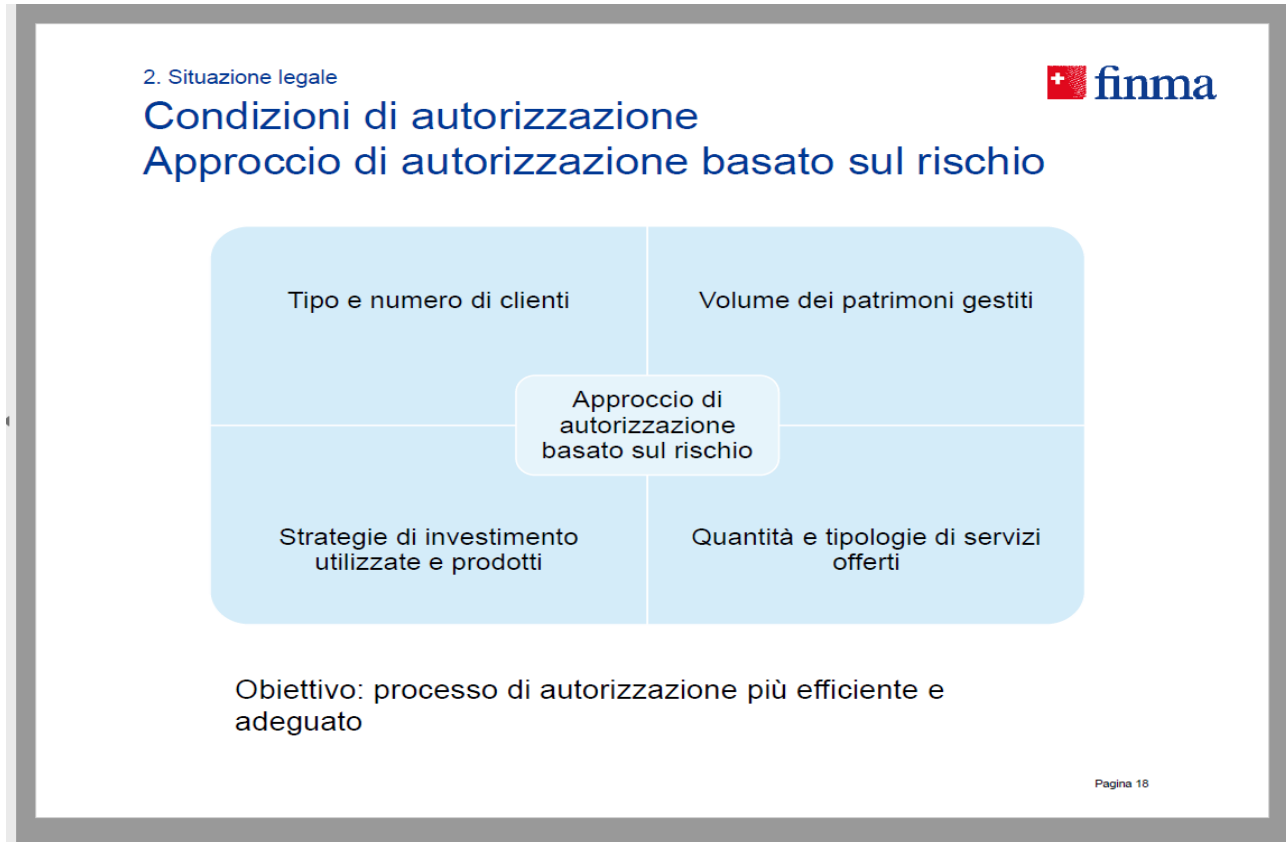 2. Situazione legale
finma
Condizioni di autorizzazione
Approccio di autorizzazione basato sul rischio
Tipo e numero di clienti
Volume dei patrimoni gestiti
Approccio di
autorizzazione
basato sul rischio
Strategie di investimento
utilizzate e prodotti
Quantità e tipologie di servizi
offerti
Obiettivo: processo di autorizzazione più efficiente e
adeguato
Pagina 18